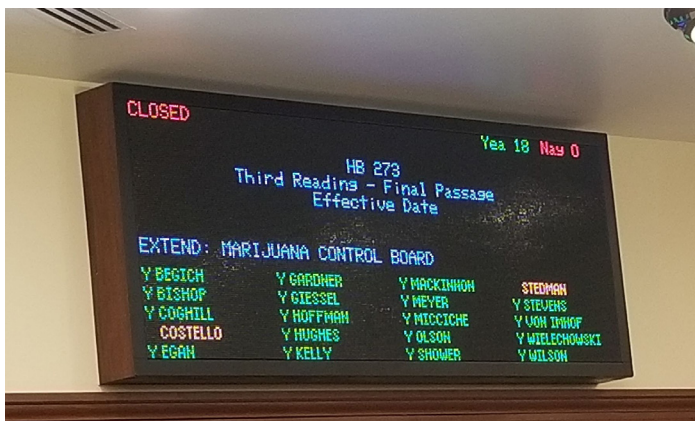 CLOSED
Yea 18 Nay 0
HB 273
Third Reading - Final Passage
Effective Date
EXTEND: MARIJUANA CONTROL BOARD
Y BEGICH Y GARDNER Y MACKINNON STEDMAN
Y BISHOP Y GIESSEL Y MEYER Y STEVENS
Y COGHILL Y HOFFMAN Y MICCICHE Y VON IMHOF
COSTELLO Y HUGHES Y OLSON Y WIELECHOWSKI
Y EGAN Y KELLY Y SHOWER Y WILSON